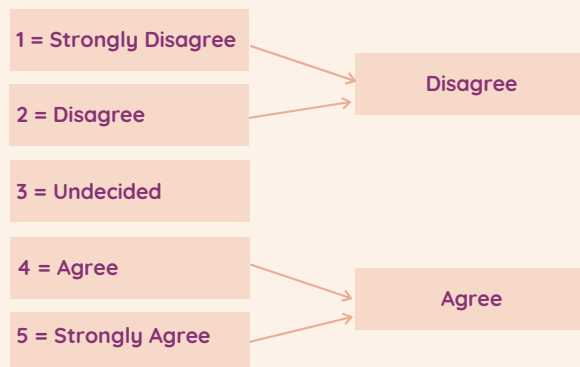 1 = Strongly Disagree
2 = Disagree
3 = Undecided
4 = Agree
5 = Strongly Agree
Disagree
Agree